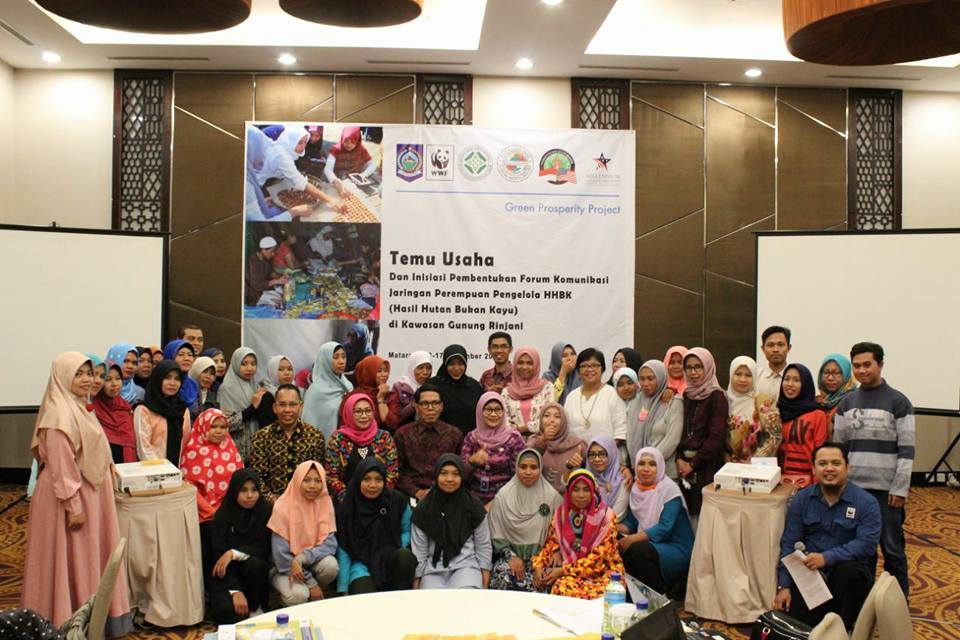 WWF
MILLENNIUM
Green Prosperity Project
Temu Usaha
Dan Inisiasi Pembentukan Forum Komunikasi
Jaringan Perempuan Pengelola HHBK
(Hasil Hutan Bukan Kayu)
di Kawasan Gunung Rinjani